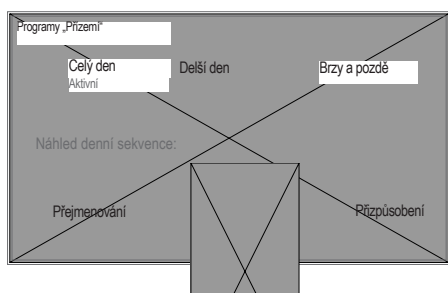 Programy „Přízemí“
Celý den Delší den Brzy a pozdě
Aktivní
Náhled denní sekvence:
Přejmenování Přizpůsobení